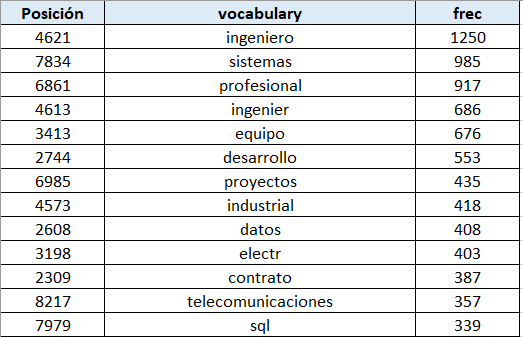 Posición vocabulary frec
4621 ingeniero 1250
7834 sistemas 985
6861 profesional 917
4613 ingenier 686
3413 equipo 676
2744 desarrollo 553
6985 proyectos 435
4573 industrial 418
2608 datos 408
3198 electr 403
2309 contrato 387
8217 telecomunicaciones 357
7979 sql 339